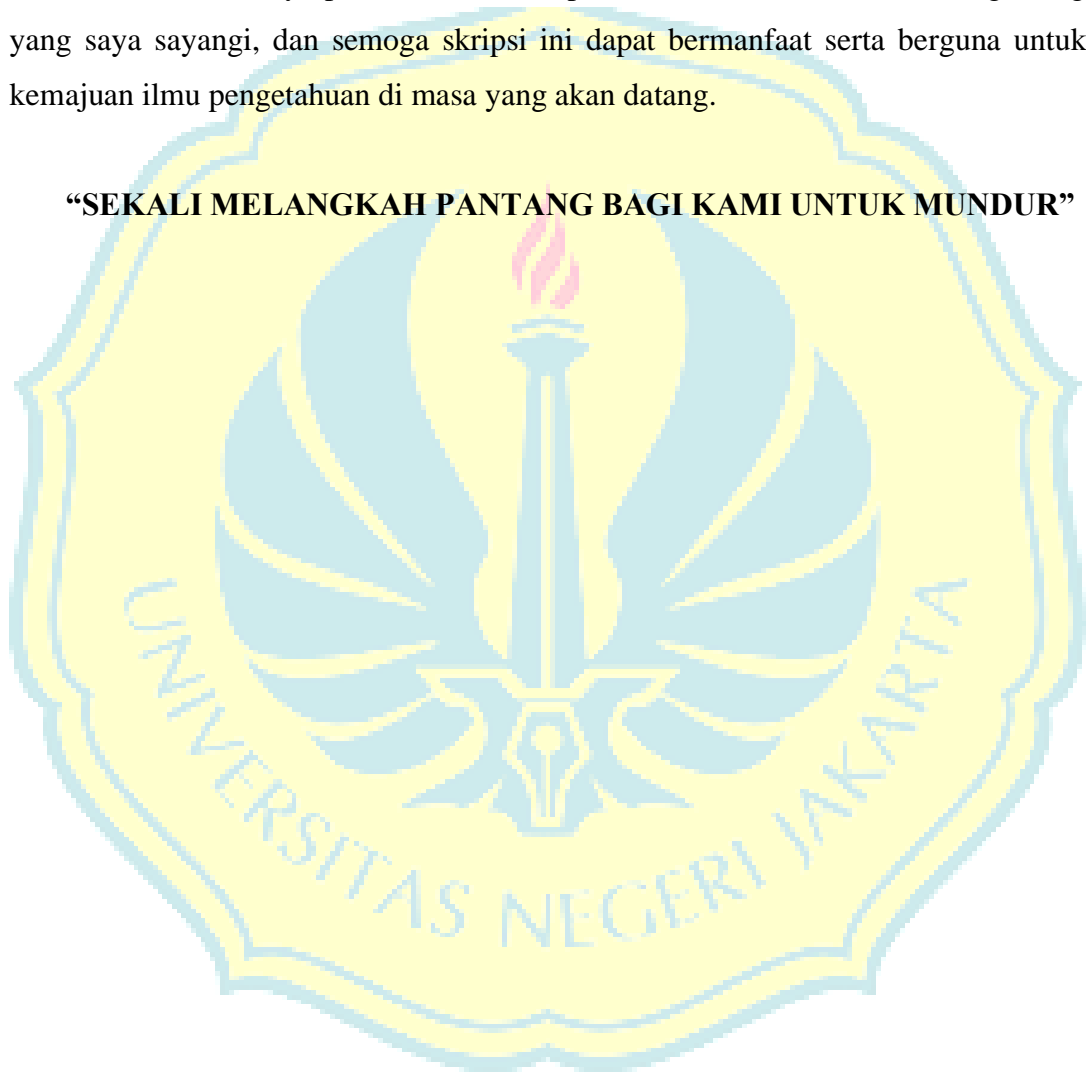 yang saya sayangi, dan semoga skripsi ini dapat bermanfaat serta berguna untuk
kemajuan ilmu pengetahuan di masa yang akan datang.
“SEKALI MELANGKAH PANTANG BAGI KAMI UNTUK MUNDUR”
UNIVERSITAS NEGERI JAKARTA